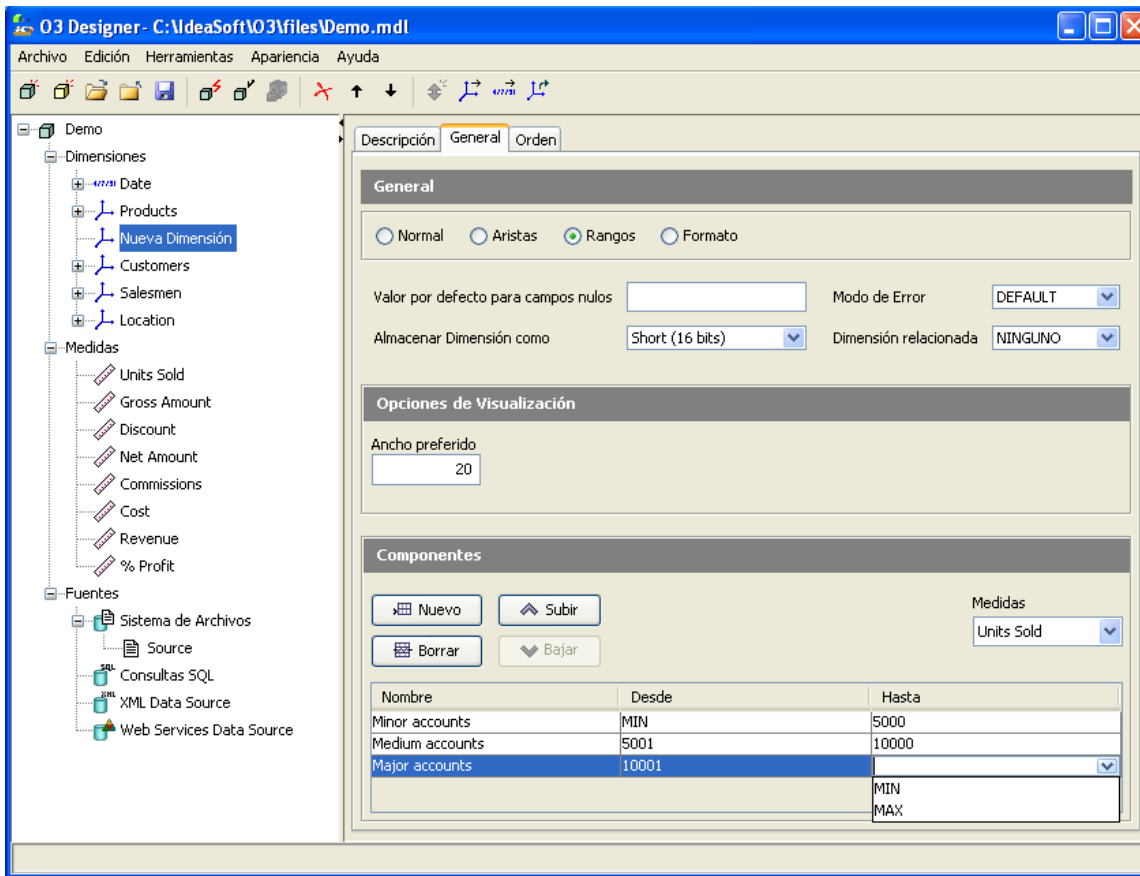 O3 Designer- C:\IdeaSoft\O3\files\Demo.mdl
Archivo Edición Herramientas Apariencia Ayuda
Demo
Dimensiones
Date
Products
Nueva Dimensión
Customers
Salesmen
Location
Medidas
Units Sold
Gross Amount
Discount
Net Amount
Commissions
Cost
Revenue
% Profit
Fuentes
Sistema de Archivos
Source
SQL
Consultas SQL
XML
XML Data Source
Web Services Data Source
Descripción General Orden
General
Normal Aristas Rangos Formato
Valor por defecto para campos nulos Modo de Error DEFAULT
Almacenar Dimensión como Short (16 bits) Dimensión relacionada NINGUNO
Opciones de Visualización
Ancho preferido
20
Componentes
Nuevo Subir Medidas
Borrar Bajar Units Sold
Nombre Desde Hasta
Minor accounts MIN 5000
Medium accounts 5001 10000
Major accounts 10001
MIN
MAX